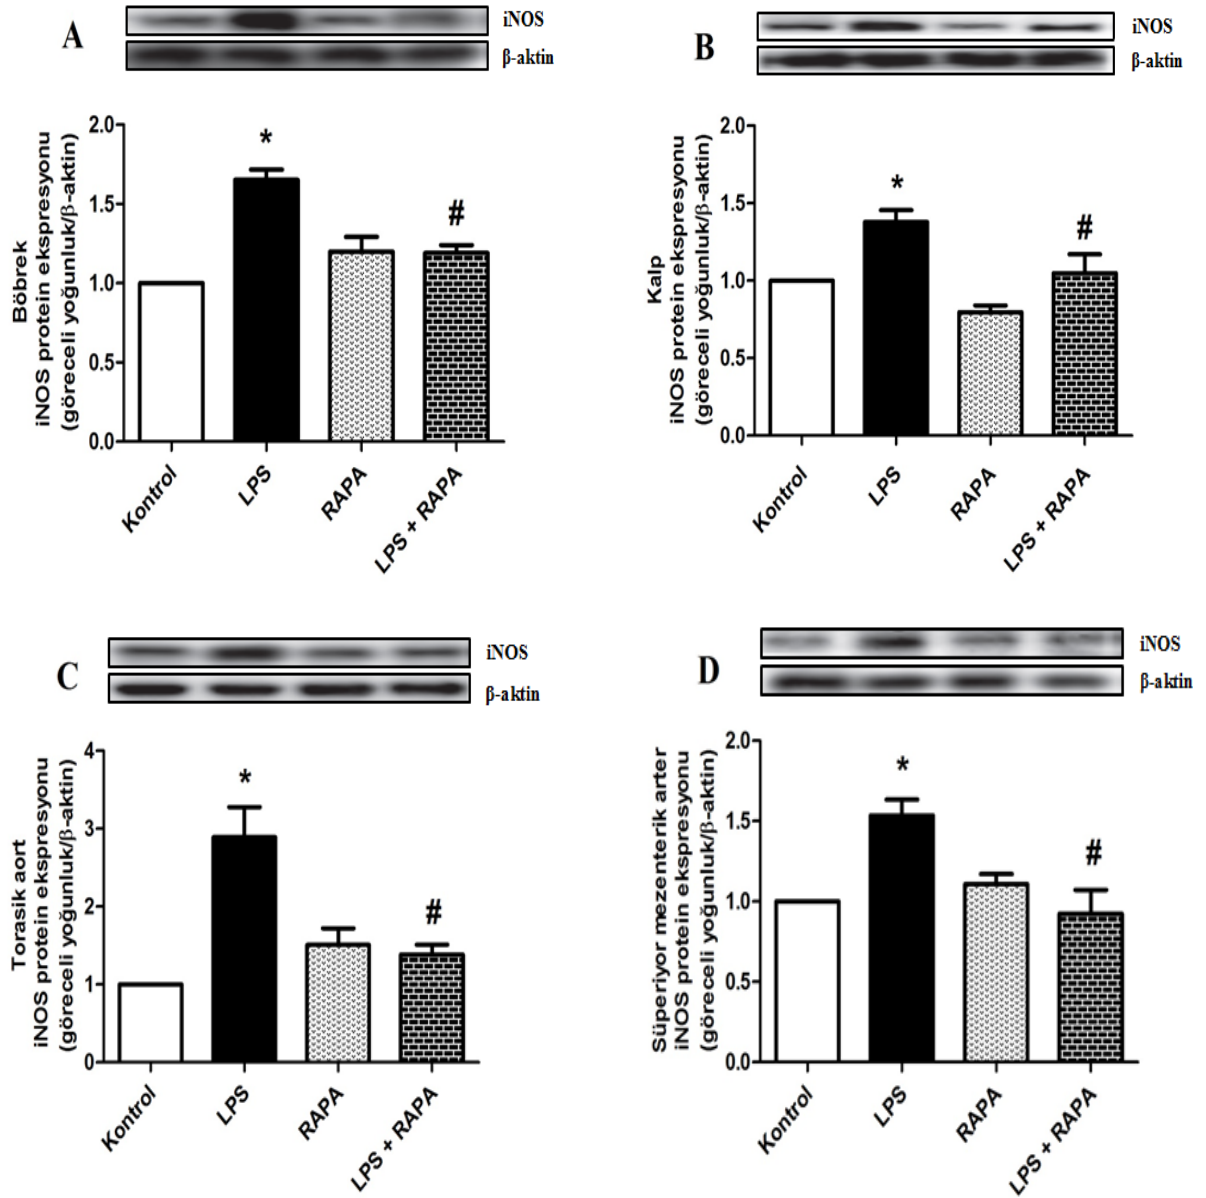 A
iNOS
β-aktin
Böbrek
iNOS protein ekspresyonu
(göreceli yoğunluk/β-aktin)
2.0
1.5
1.0
0.5
0.0
*
#
Kontrol
LPS
RAPA
LPS + RAPA
B
iNOS
β-aktin
Kalp
iNOS protein ekspresyonu
(göreceli yoğunluk/β-aktin)
2.0
1.5
1.0
0.5
0.0
*
#
Kontrol
LPS
RAPA
LPS + RAPA
C
iNOS
β-aktin
Torasik aort
iNOS protein ekspresyonu
(göreceli yoğunluk/β-aktin)
4
3
2
1
0
*
#
Kontrol
LPS
RAPA
LPS + RAPA
D
iNOS
β-aktin
Süperiyor mezenterik arter
iNOS protein ekspresyonu
(göreceli yoğunluk/β-aktin)
2.0
1.5
1.0
0.5
0.0
*
#
Kontrol
LPS
RAPA
LPS + RAPA